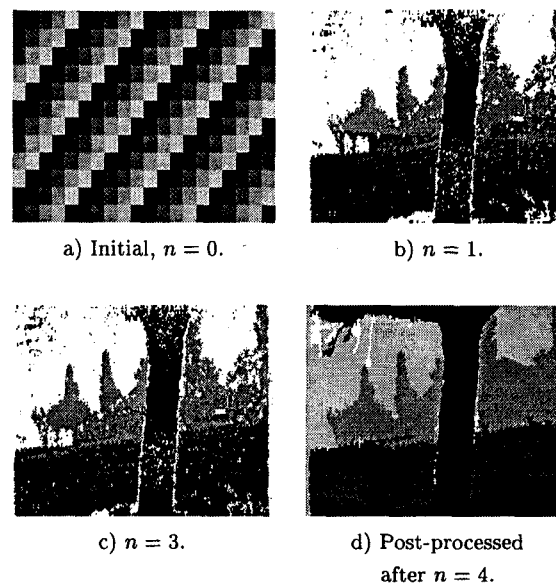 a) Initial, n = 0.
b) n = 1.
c) n = 3.
d) Post-processed
after n = 4.